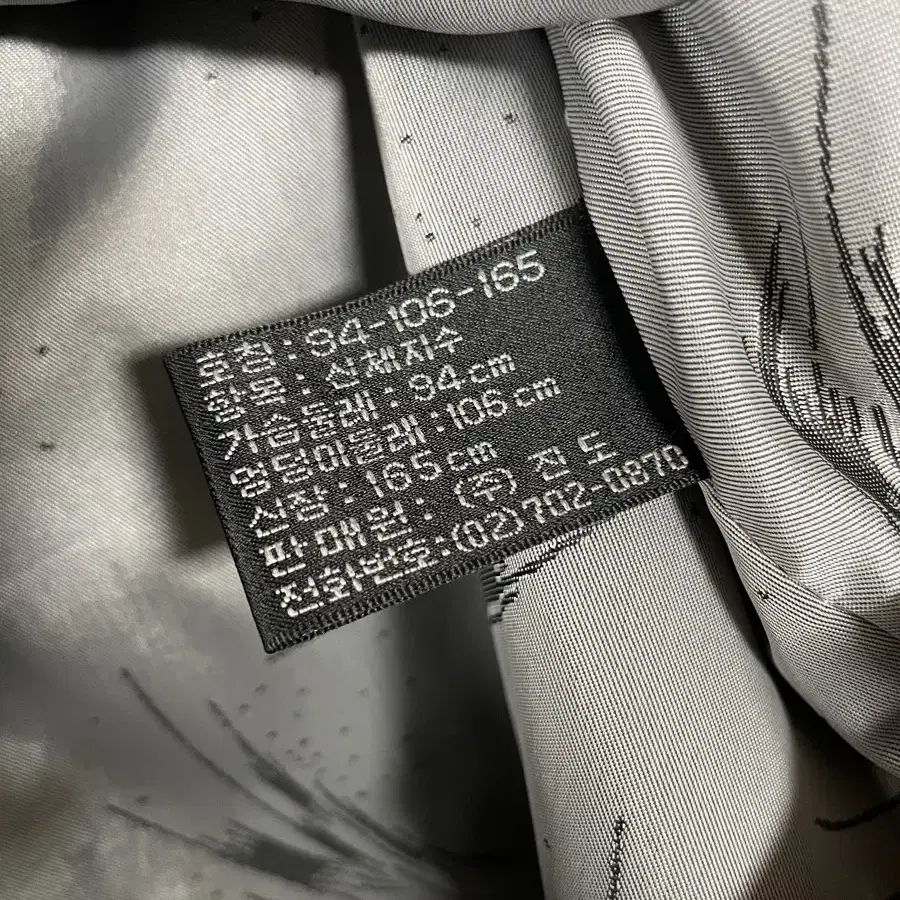 호칭 : 94-106-165
항목 : 신체지수
가슴둘레 : 94cm
엉덩이둘레 : 106cm
신장 : 165cm
판매원 : (주) 진도
전화번호 : (02)702-0870